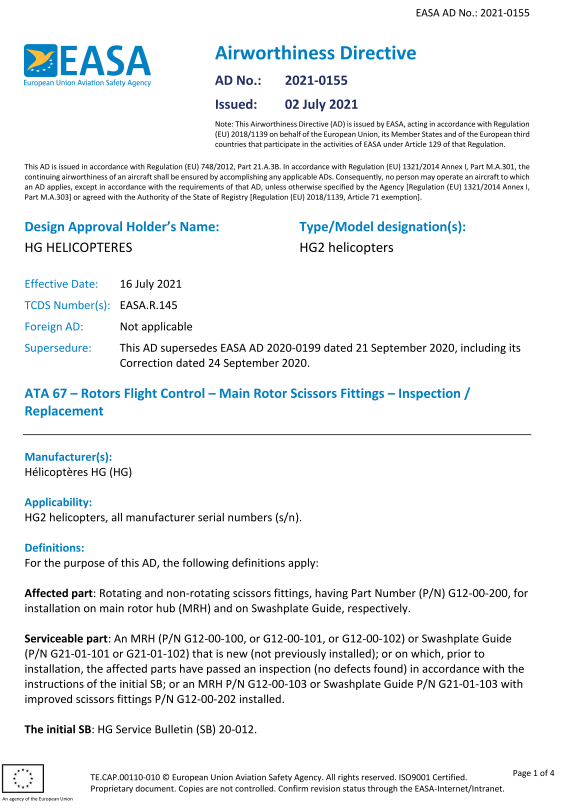 EASA AD No.: 2021-0155
EASA
European Union Aviation Safety Agency
Airworthiness Directive
AD No.: 2021-0155
Issued: 02 July 2021
Note: This Airworthiness Directive (AD) is issued by EASA, acting in accordance with Regulation
(EU) 2018/1139 on behalf of the European Union, its Member States and of the European third
countries that participate in the activities of EASA under Article 129 of that Regulation.
This AD is issued in accordance with Regulation (EU) 748/2012, Part 21.A.3B. In accordance with Regulation (EU) 1321/2014 Annex I, Part M.A.301, the
continuing airworthiness of an aircraft shall be ensured by accomplishing any applicable ADs. Consequently, no person may operate an aircraft to which
an AD applies, except in accordance with the requirements of that AD, unless otherwise specified by the Agency [Regulation (EU) 1321/2014 Annex I,
Part M.A.303] or agreed with the Authority of the State of Registry [Regulation (EU) 2018/1139, Article 71 exemption].
Design Approval Holder’s Name:
HG HELICOPTERES
Type/Model designation(s):
HG2 helicopters
Effective Date: 16 July 2021
TCDS Number(s): EASA.R.145
Foreign AD: Not applicable
Supersedure: This AD supersedes EASA AD 2020-0199 dated 21 September 2020, including its
Correction dated 24 September 2020.
ATA 67 – Rotors Flight Control – Main Rotor Scissors Fittings – Inspection /
Replacement
Manufacturer(s):
Hélicoptères HG (HG)
Applicability:
HG2 helicopters, all manufacturer serial numbers (s/n).
Definitions:
For the purpose of this AD, the following definitions apply:
Affected part: Rotating and non-rotating scissors fittings, having Part Number (P/N) G12-00-200, for
installation on main rotor hub (MRH) and on Swashplate Guide, respectively.
Serviceable part: An MRH (P/N G12-00-100, or G12-00-101, or G12-00-102) or Swashplate Guide
(P/N G21-01-101 or G21-01-102) that is new (not previously installed); or on which, prior to
installation, the affected parts have passed an inspection (no defects found) in accordance with the
instructions of the initial SB; or an MRH P/N G12-00-103 or Swashplate Guide P/N G21-01-103 with
improved scissors fittings P/N G12-00-202 installed.
The initial SB: HG Service Bulletin (SB) 20-012.
An agency of the European Union
TE.CAP.00110-010 © European Union Aviation Safety Agency. All rights reserved. ISO9001 Certified.
Proprietary document. Copies are not controlled. Confirm revision status through the EASA-Internet/Intranet.
Page 1 of 4